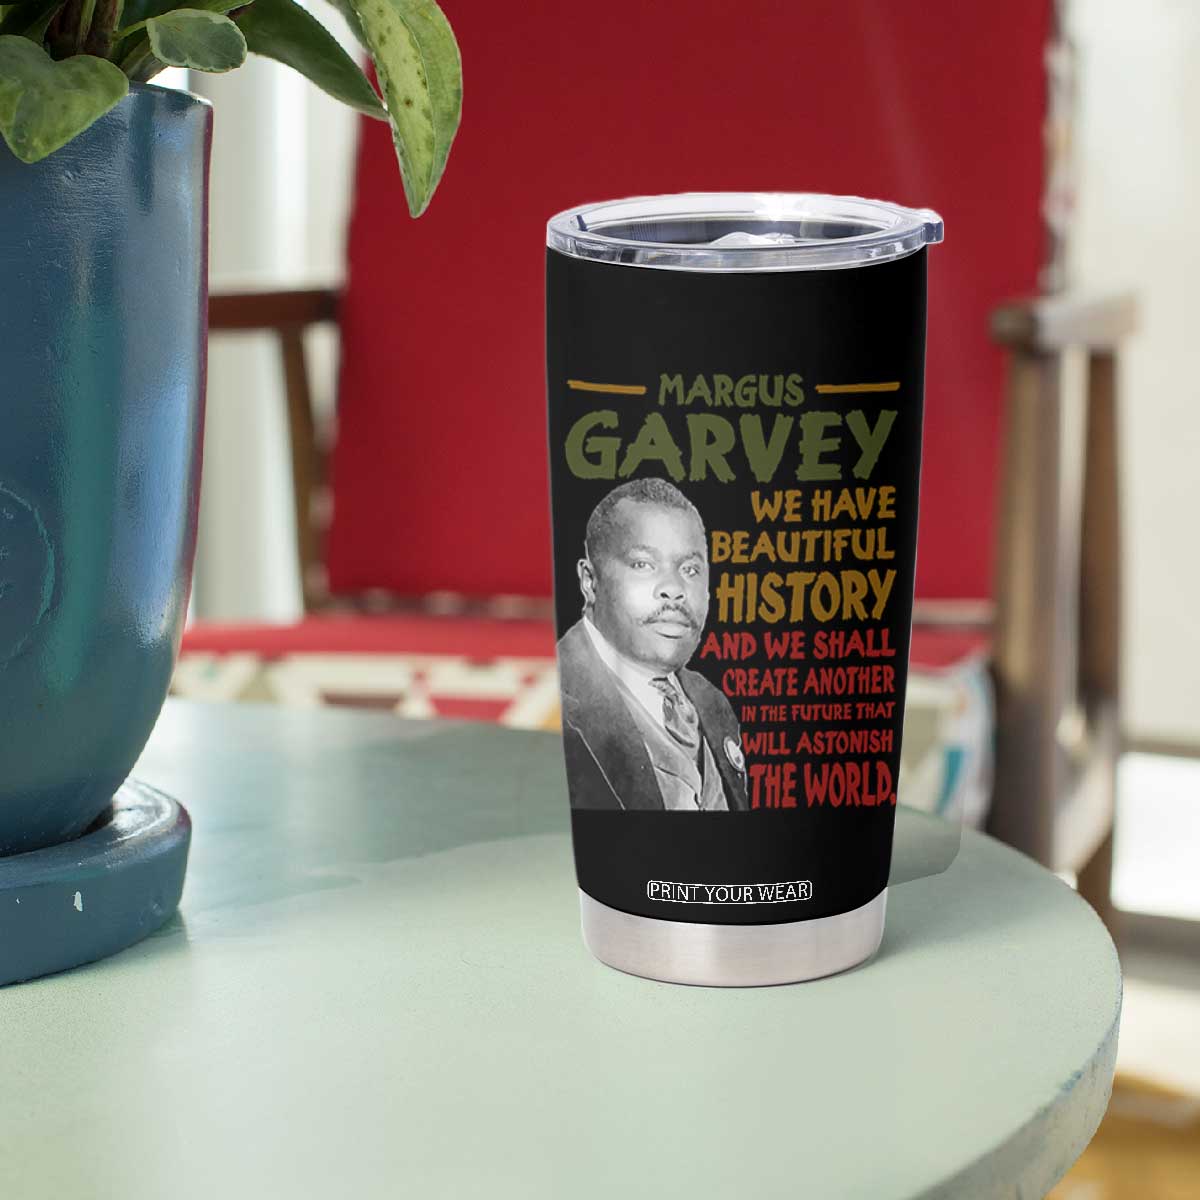 MARGUS
GARVEY
WE HAVE
BEAUTIFUL
HISTORY
AND WE SHALL
CREATE ANOTHER
IN THE FUTURE THAT
WILL ASTONISH
THE WORLD.
PRINT YOUR WEAR